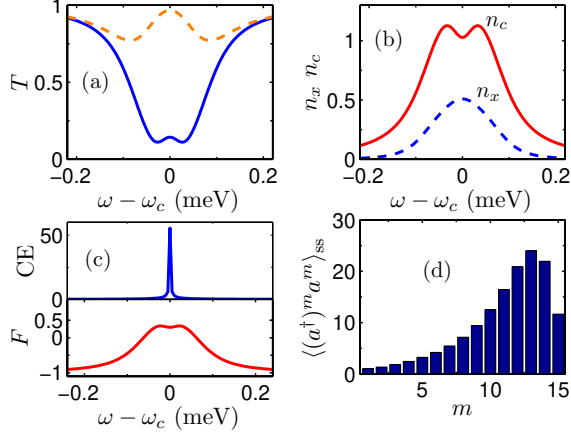 1
0.5
0
T
(a)
−0.2 0 0.2
ω − ω_c (meV)
1
0.5
0
n_x n_c
(b)
n_c
n_x
−0.2 0 0.2
ω − ω_c (meV)
50
0
CE
(c)
0.5
0
−1
F
−0.2 0 0.2
ω − ω_c (meV)
30
20
10
0
⟨(a†)^m a^m⟩_ss
(d)
5 10 15
m